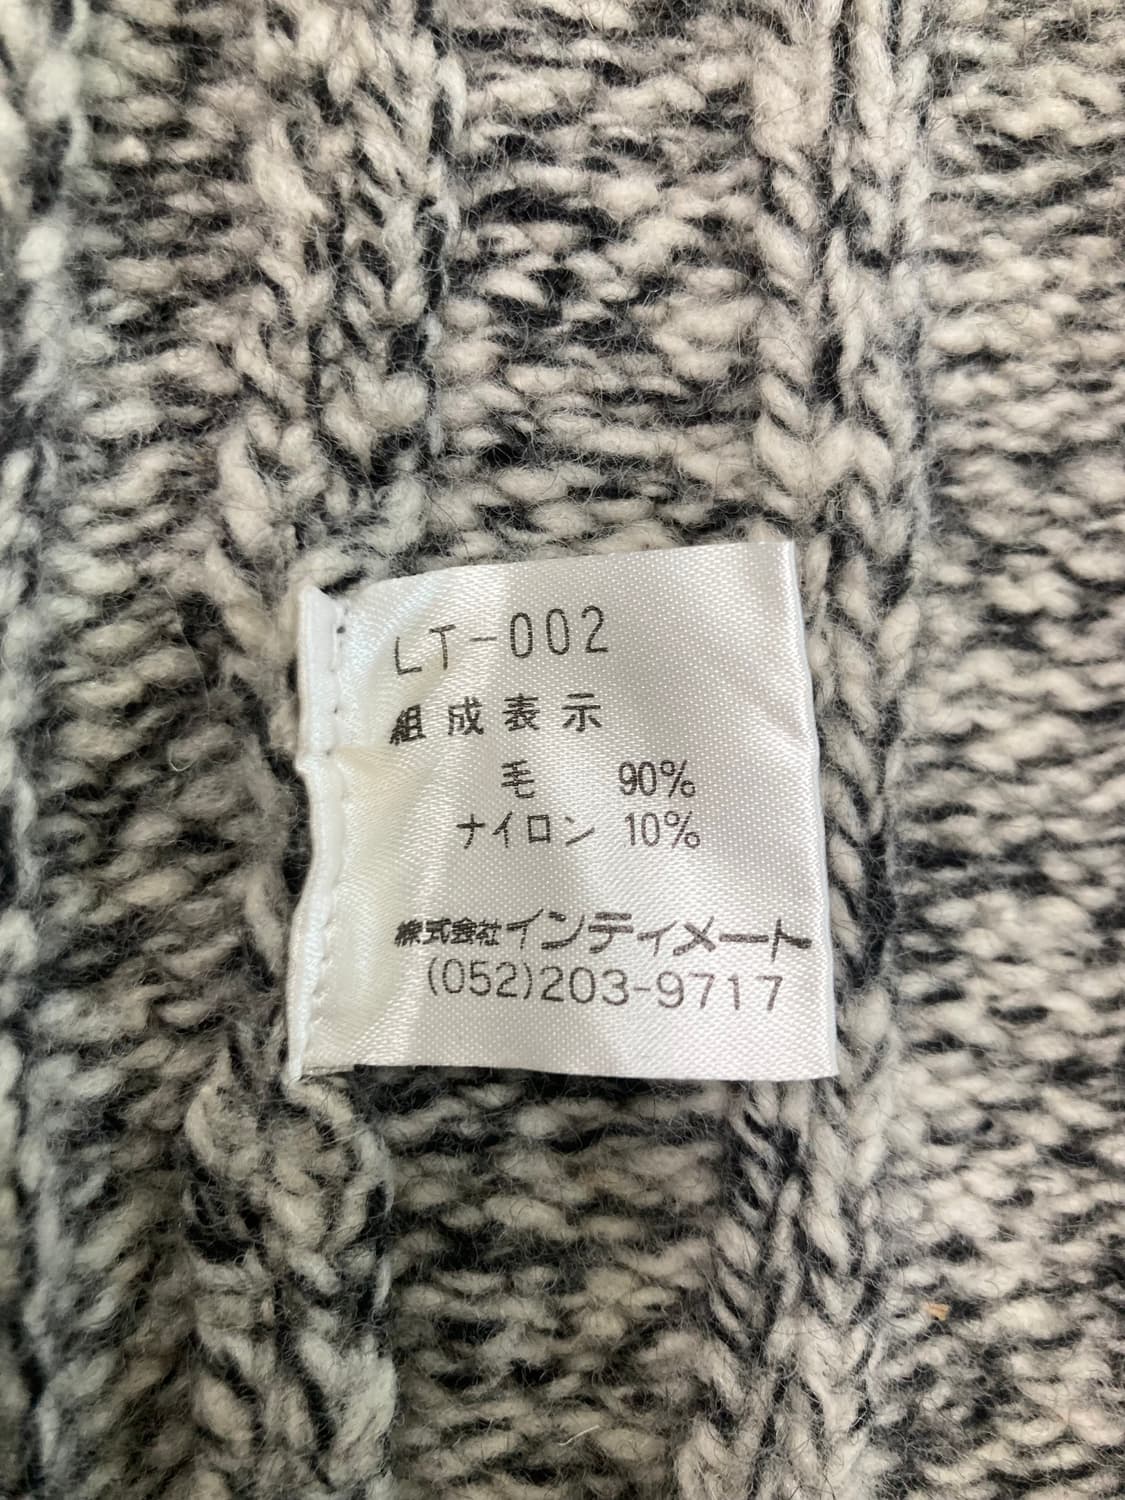 LT-002
組成表示
毛 90%
ナイロン 10%
株式会社インティメート
(052)203-9717